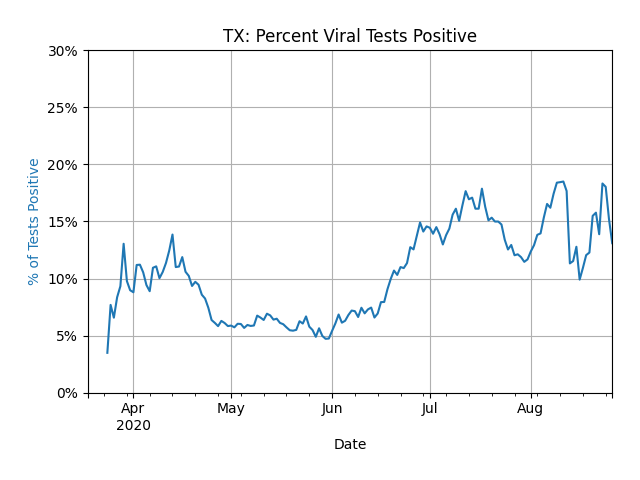 TX: Percent Viral Tests Positive
30%
25%
20%
15%
10%
5%
0%
% of Tests Positive
Apr May Jun Jul Aug
2020
Date